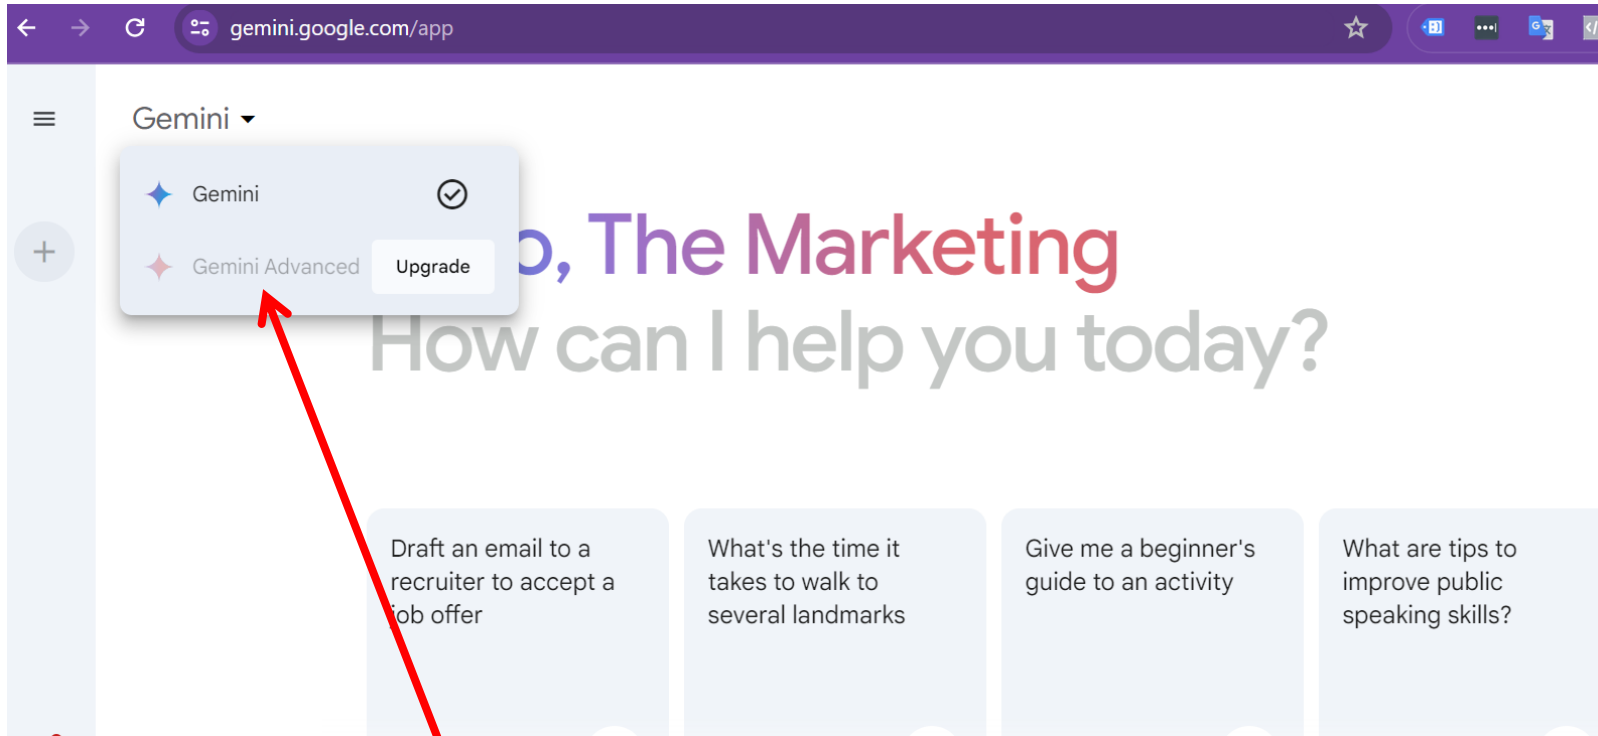 gemini.google.com/app
Gemini
Gemini
Gemini Advanced Upgrade
o, The Marketing
How can I help you today?
Draft an email to a
recruiter to accept a
job offer
What's the time it
takes to walk to
several landmarks
Give me a beginner's
guide to an activity
What are tips to
improve public
speaking skills?